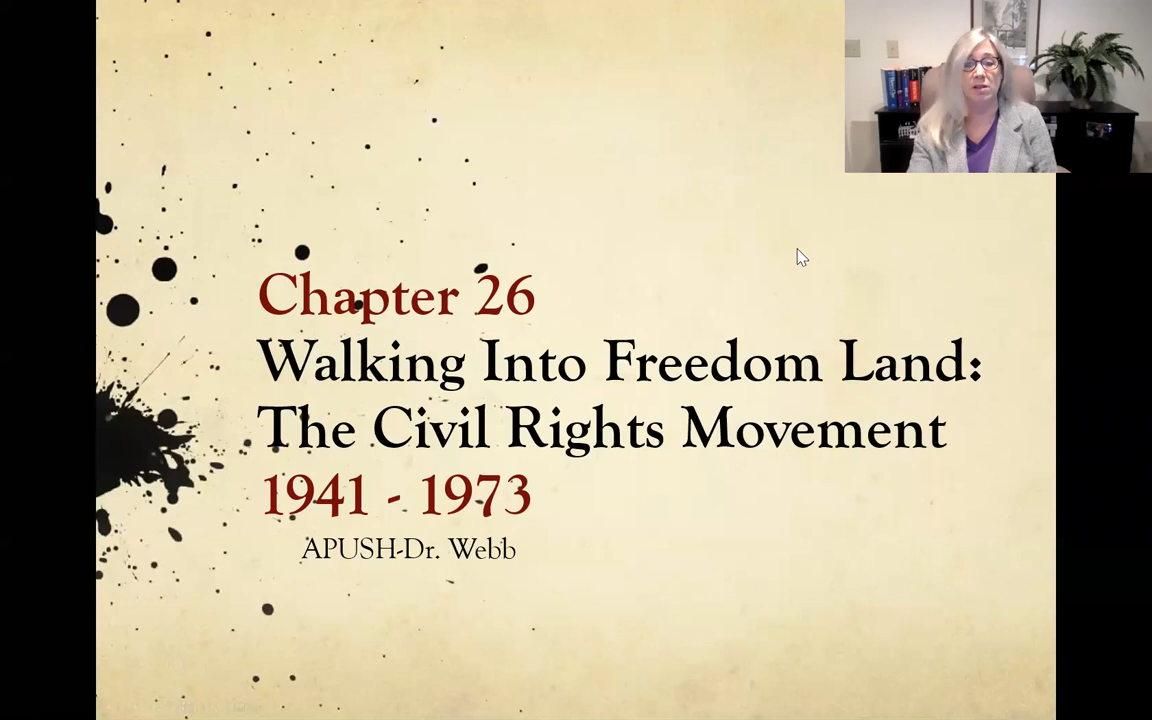 Chapter 26
Walking Into Freedom Land:
The Civil Rights Movement
1941 - 1973
APUSH-Dr. Webb